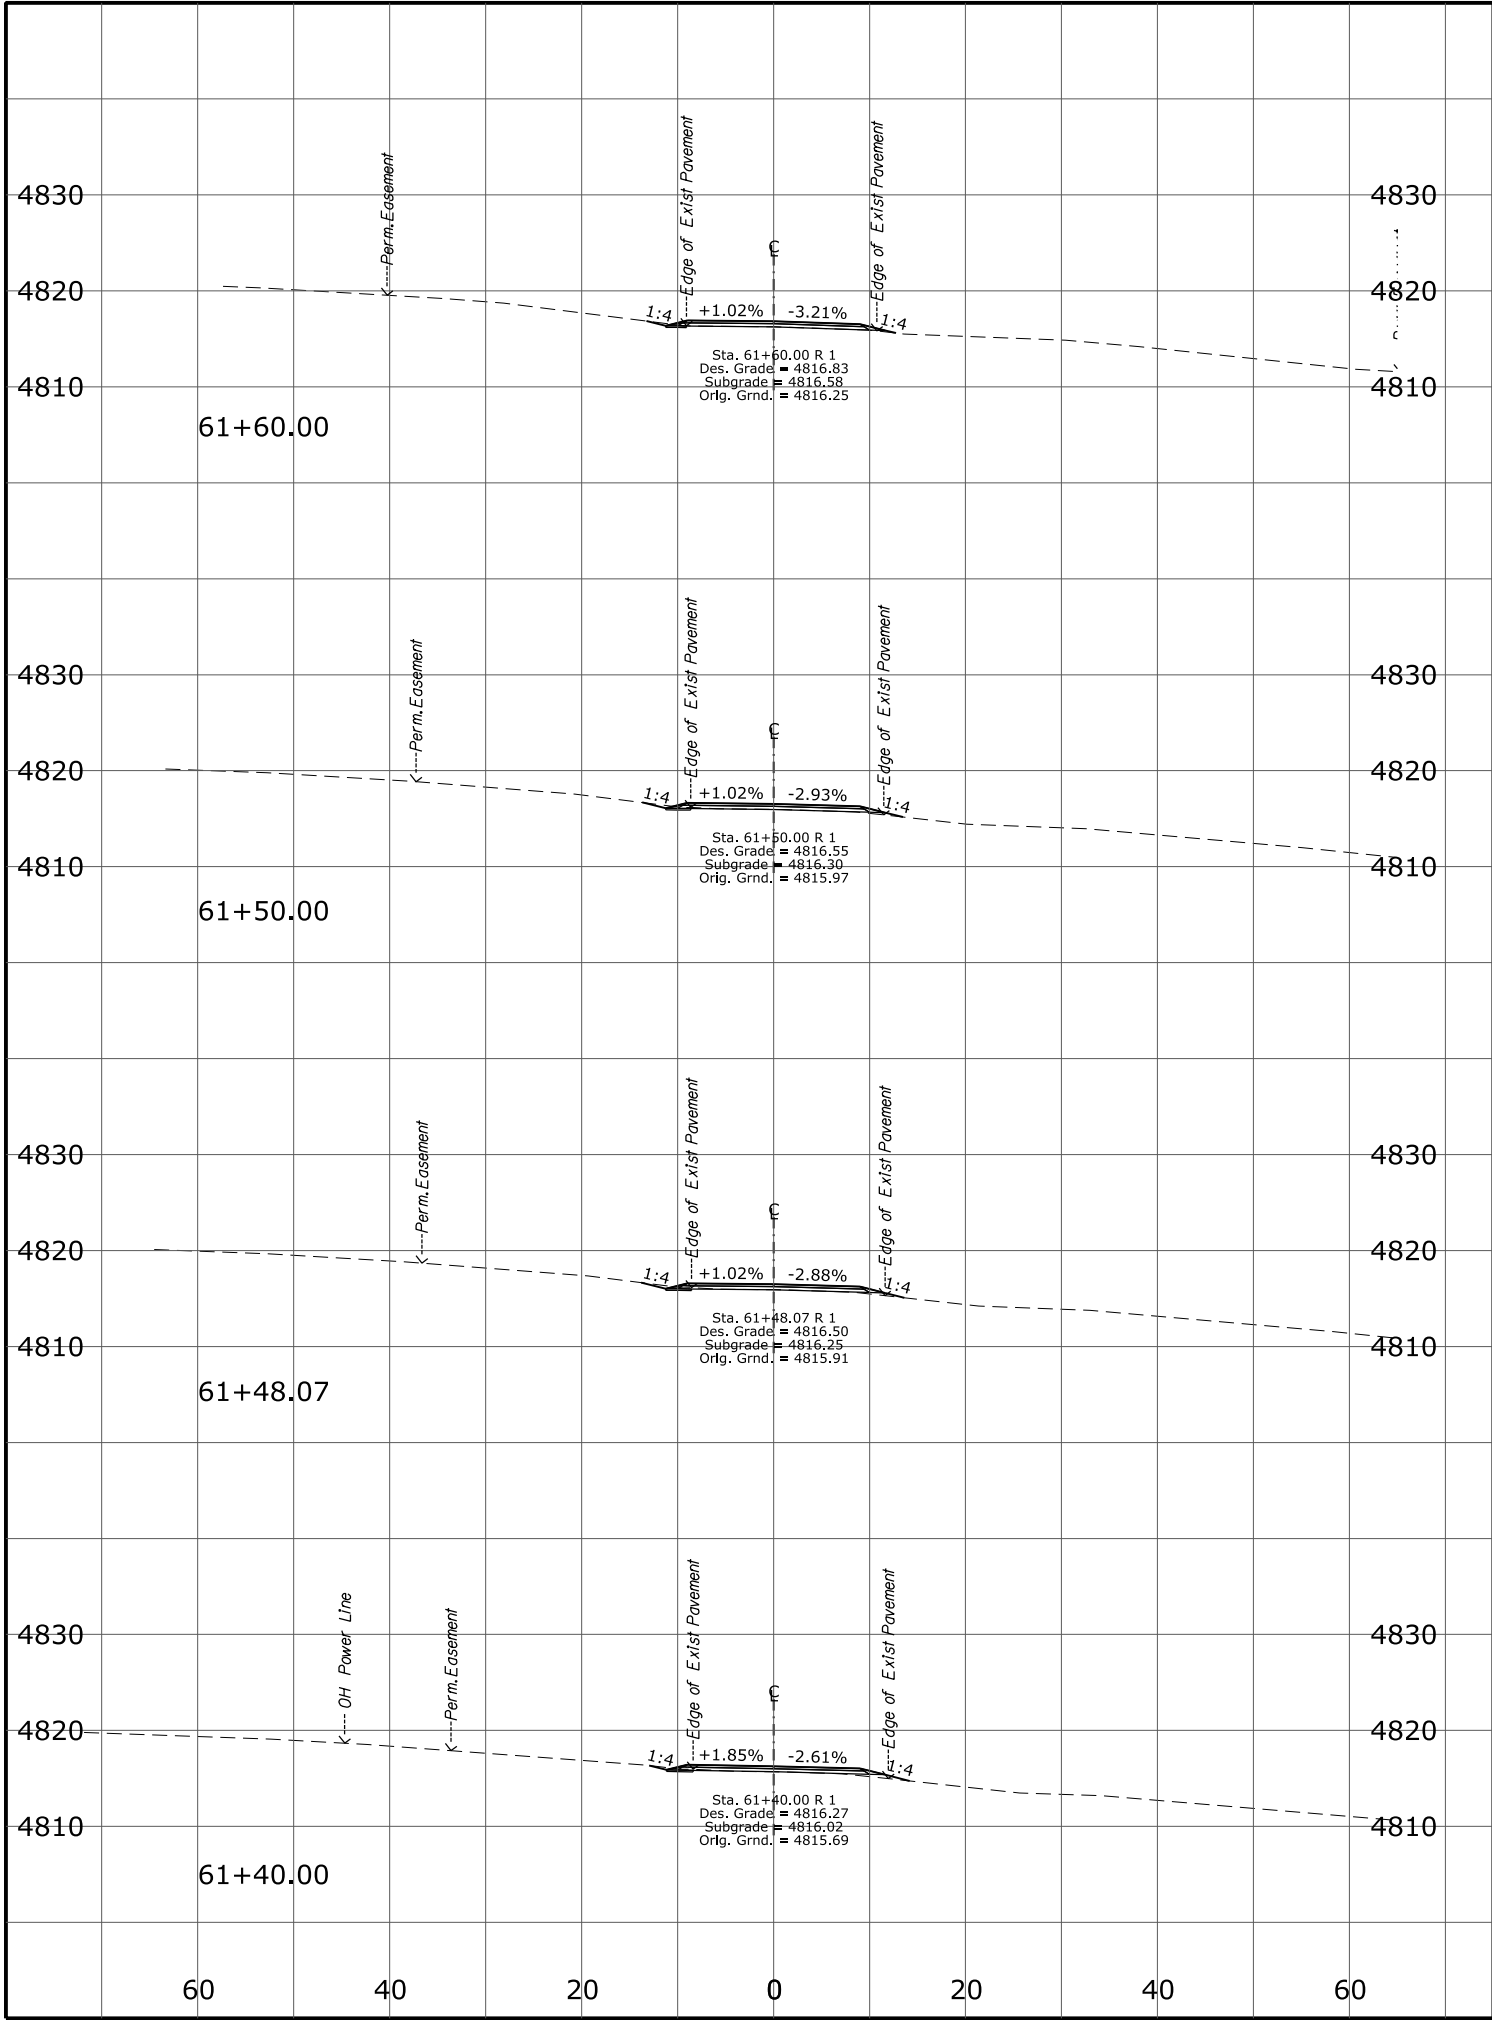 Perm. Easement
Edge of Exist Pavement
Edge of Exist Pavement
4830
4830
℄
4820
4820
1:4
+1.02%
-3.21%
1:4
Sta. 61+60.00 R 1
Des. Grade = 4816.83
Subgrade = 4816.58
Orig. Grnd. = 4816.25
4810
4810
61+60.00
Perm. Easement
Edge of Exist Pavement
Edge of Exist Pavement
4830
4830
℄
4820
4820
1:4
+1.02%
-2.93%
1:4
Sta. 61+50.00 R 1
Des. Grade = 4816.55
Subgrade = 4816.30
Orig. Grnd. = 4815.97
4810
4810
61+50.00
Perm. Easement
Edge of Exist Pavement
Edge of Exist Pavement
4830
4830
℄
4820
4820
1:4
+1.02%
-2.88%
1:4
Sta. 61+48.07 R 1
Des. Grade = 4816.50
Subgrade = 4816.25
Orig. Grnd. = 4815.91
4810
4810
61+48.07
OH Power Line
Perm. Easement
Edge of Exist Pavement
Edge of Exist Pavement
4830
4830
℄
4820
4820
1:4
+1.85%
-2.61%
1:4
Sta. 61+40.00 R 1
Des. Grade = 4816.27
Subgrade = 4816.02
Orig. Grnd. = 4815.69
4810
4810
61+40.00
60 40 20 0 20 40 60